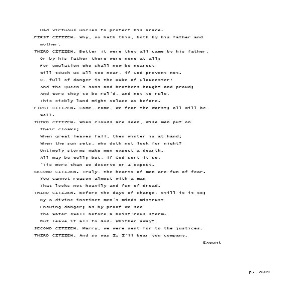 Has virtuous uncles to protect his Grace.
FIRST CITIZEN. Why, so hath this, both by his father and
mother.
THIRD CITIZEN. Better it were they all came by his father,
Or by his father there were none at all;
For emulation who shall now be nearest
Will touch us all too near, if God prevent not.
O, full of danger is the Duke of Gloucester!
And the Queen's sons and brothers haught and proud;
And were they to be rul'd, and not to rule,
This sickly land might solace as before.
FIRST CITIZEN. Come, come, we fear the worst; all will be
well.
THIRD CITIZEN. When clouds are seen, wise men put on
their cloaks;
When great leaves fall, then winter is at hand;
When the sun sets, who doth not look for night?
Untimely storms make men expect a dearth.
All may be well; but, if God sort it so,
'Tis more than we deserve or I expect.
SECOND CITIZEN. Truly, the hearts of men are fun of fear.
You cannot reason almost with a man
That looks not heavily and fun of dread.
THIRD CITIZEN. Before the days of change, still is it so;
By a divine instinct men's minds mistrust
Ensuing danger; as by proof we see
The water swell before a boist'rous storm.
But leave it all to God. Whither away?
SECOND CITIZEN. Marry, we were sent for to the justices.
THIRD CITIZEN. And so was I; I'll bear you company.
Exeunt